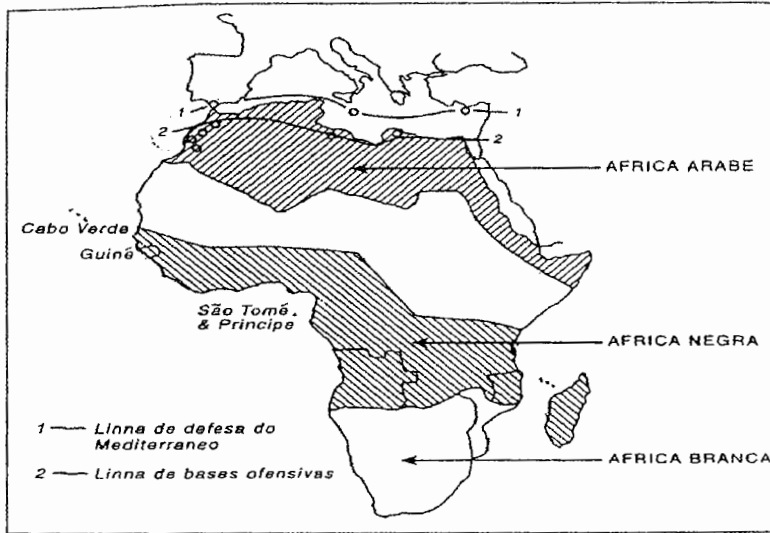 1
1
2
2
AFRICA ARABE
Cabo Verde
Guiné
São Tomé
& Principe
AFRICA NEGRA
1 — Linna de defesa do
Mediterraneo
2 — Linna de bases ofensivas
AFRICA BRANCA